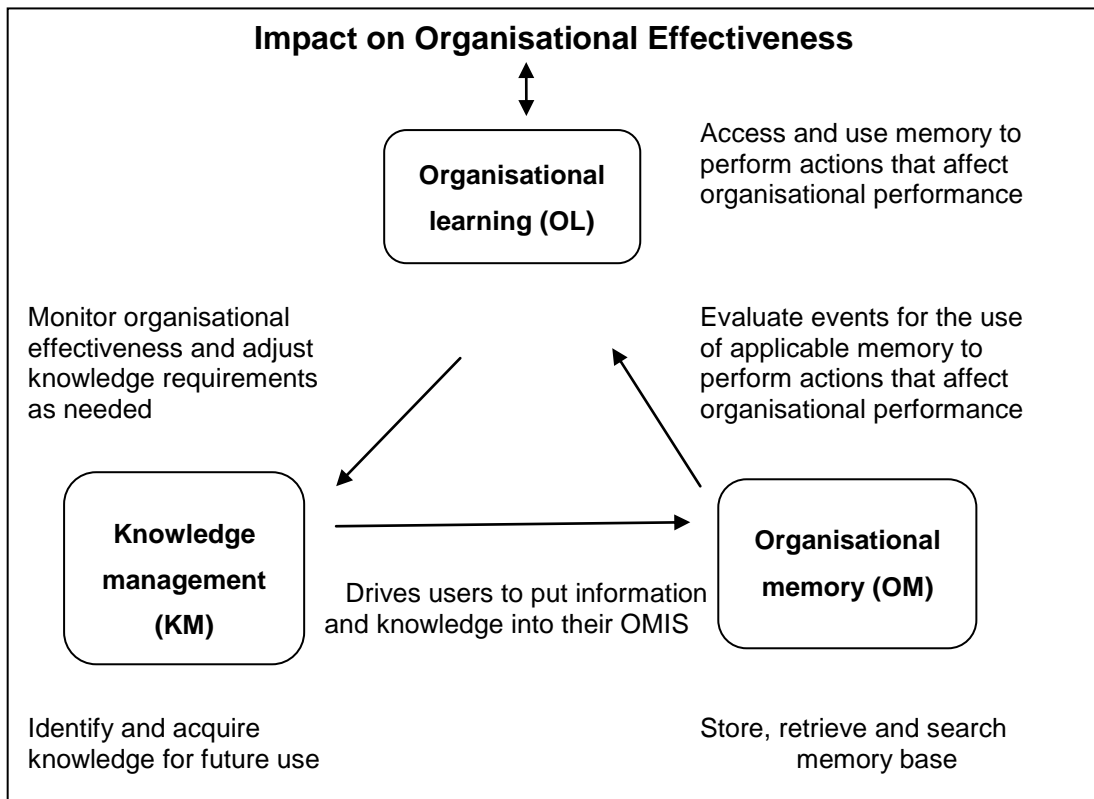 Impact on Organisational Effectiveness
Organisational
learning (OL)
Access and use memory to
perform actions that affect
organisational performance
Monitor organisational
effectiveness and adjust
knowledge requirements
as needed
Evaluate events for the use
of applicable memory to
perform actions that affect
organisational performance
Knowledge
management
(KM)
Drives users to put information
and knowledge into their OMIS
Organisational
memory (OM)
Identify and acquire
knowledge for future use
Store, retrieve and search
memory base